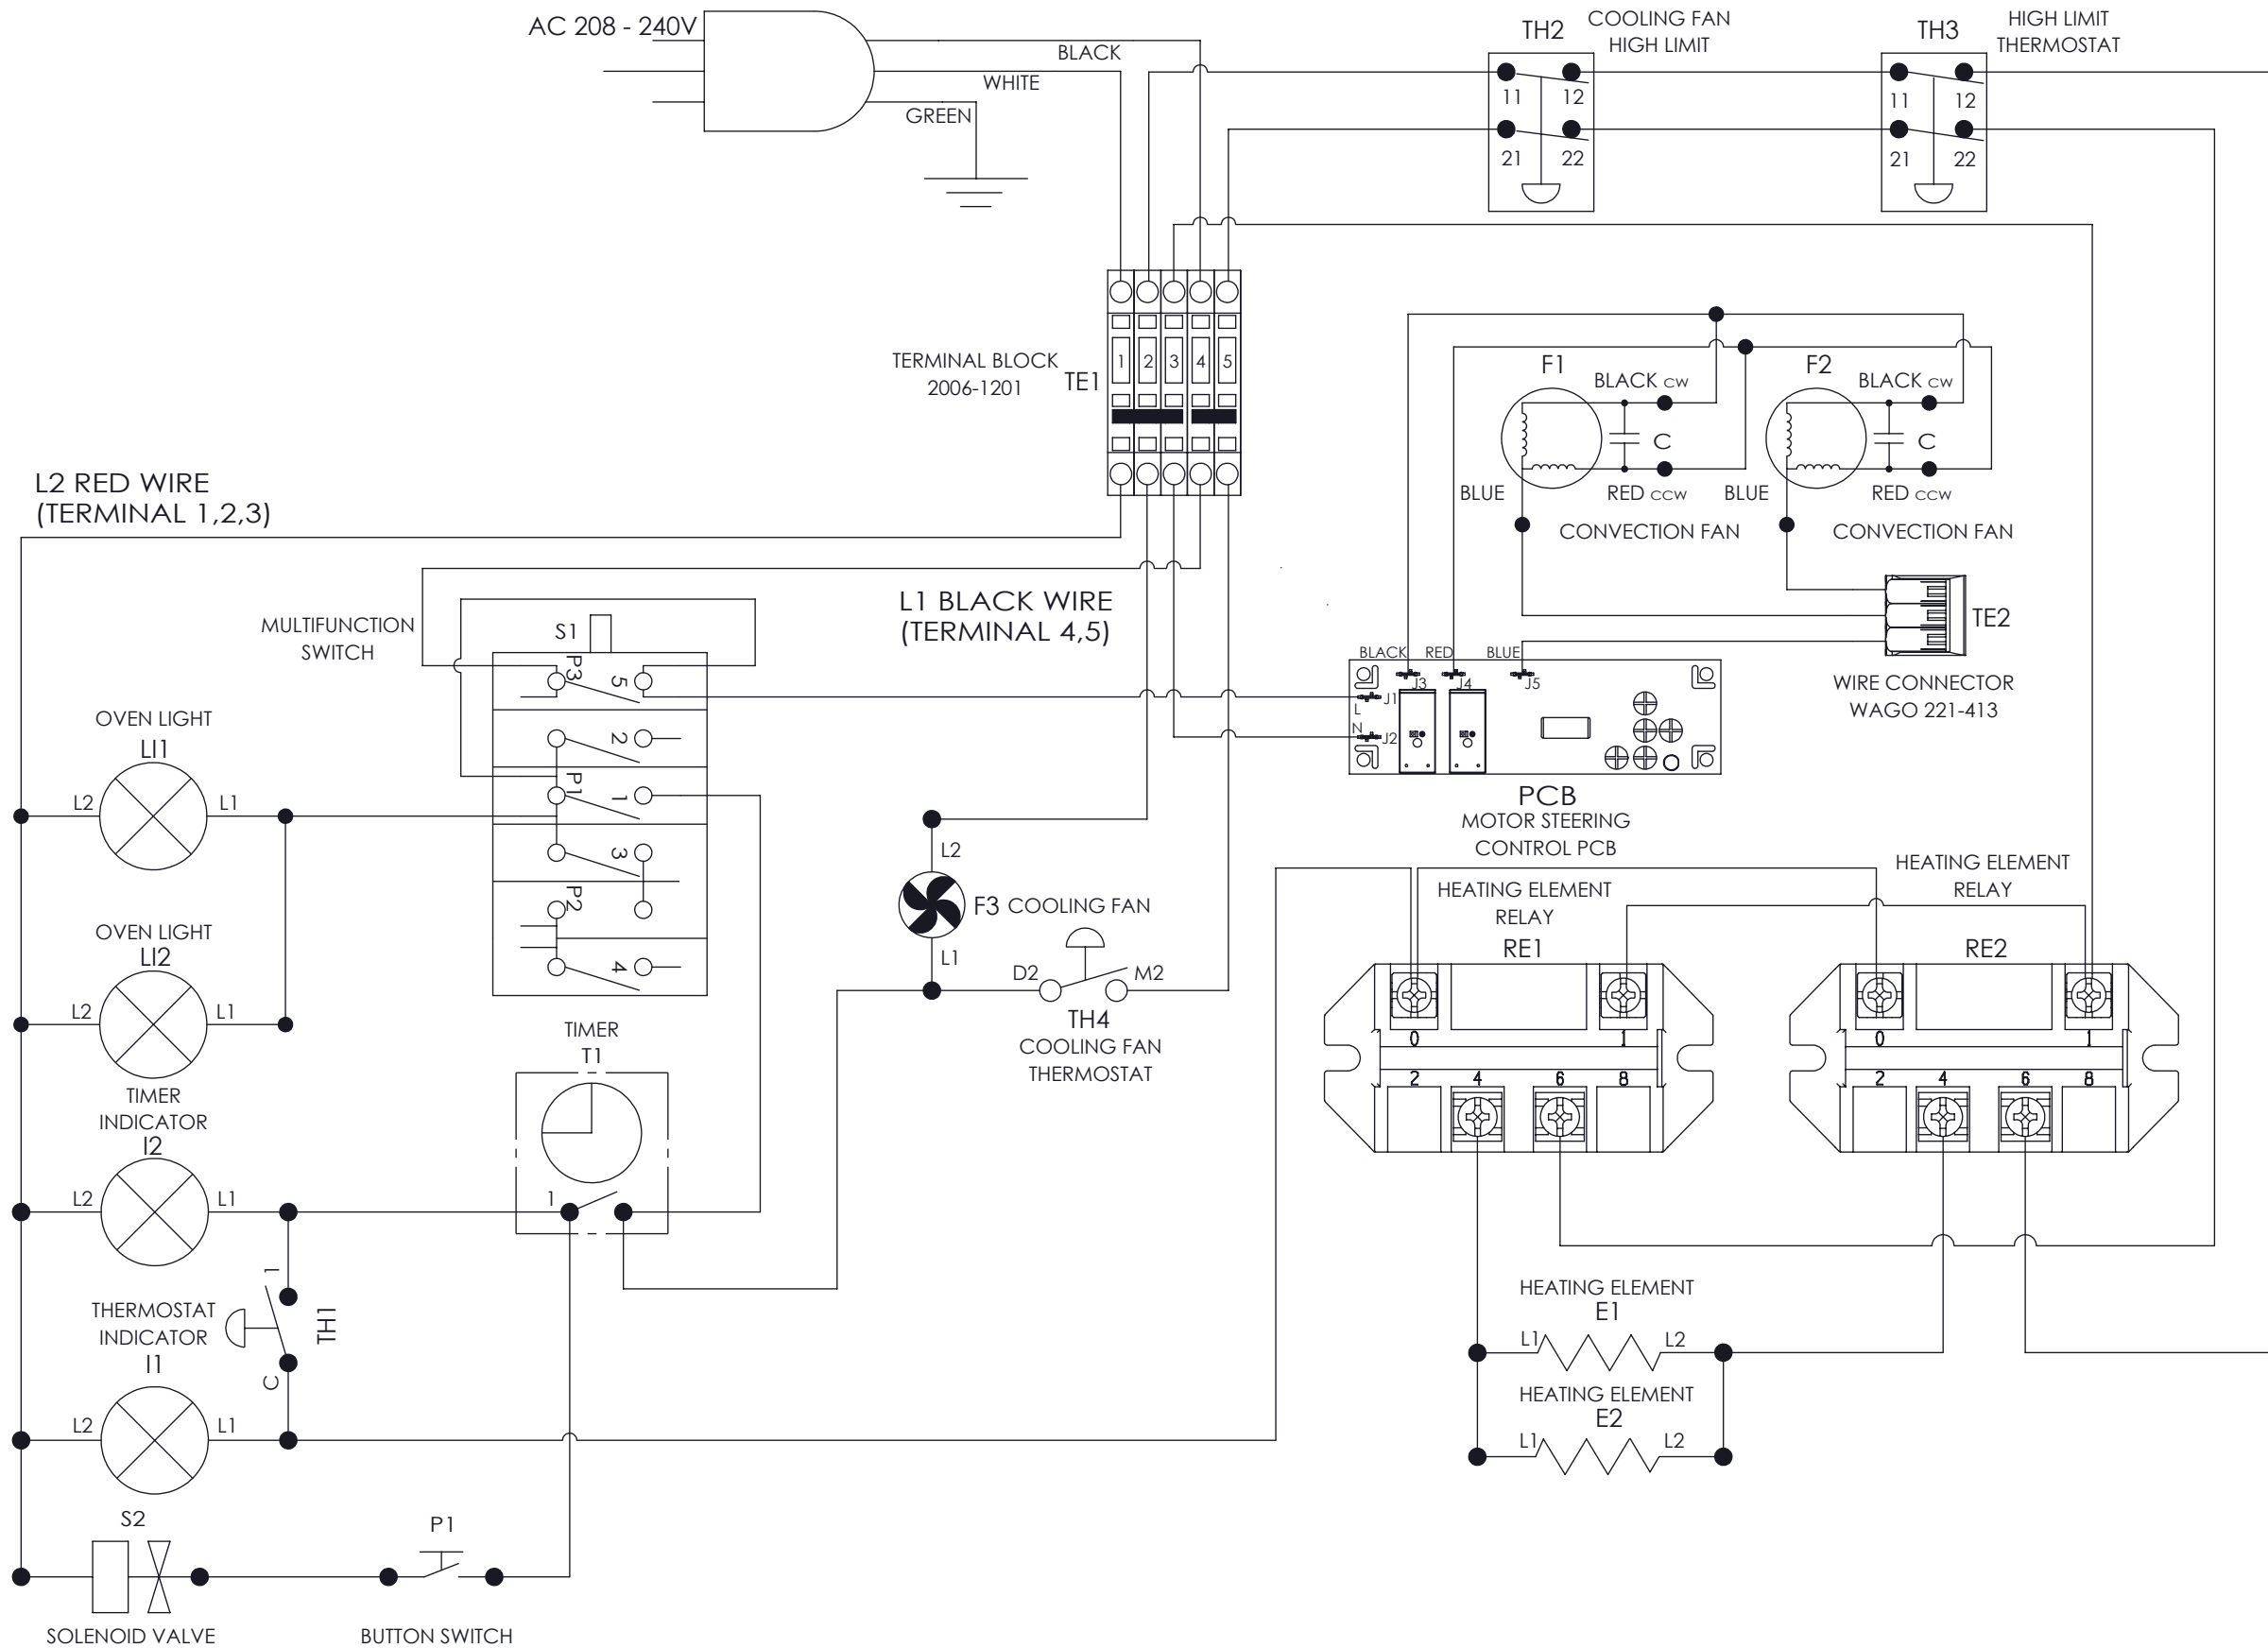 AC 208 - 240V
BLACK
WHITE
GREEN
TH2
COOLING FAN
HIGH LIMIT
11 12
21 22
TH3
HIGH LIMIT
THERMOSTAT
11 12
21 22
TERMINAL BLOCK
2006-1201
TE1
1 2 3 4 5
L2 RED WIRE
(TERMINAL 1,2,3)
L1 BLACK WIRE
(TERMINAL 4,5)
F1
BLACK CW
C
BLUE
RED CCW
CONVECTION FAN
F2
BLACK CW
C
BLUE
RED CCW
CONVECTION FAN
TE2
WIRE CONNECTOR
WAGO 221-413
BLACK RED BLUE
J3 J4 J5
J1
L
N
J2
PCB
MOTOR STEERING
CONTROL PCB
MULTIFUNCTION
SWITCH
S1
P3 5
2
P1 1
3
P2
4
OVEN LIGHT
LI1
L2 L1
OVEN LIGHT
LI2
L2 L1
TIMER
INDICATOR
I2
L2 L1
TIMER
T1
1
THERMOSTAT
INDICATOR
I1
L2 L1
1
TH1
C
S2
SOLENOID VALVE
P1
BUTTON SWITCH
L2
F3 COOLING FAN
L1
D2 M2
TH4
COOLING FAN
THERMOSTAT
HEATING ELEMENT
RELAY
RE1
0 1
2 4 6 8
HEATING ELEMENT
RELAY
RE2
0 1
2 4 6 8
HEATING ELEMENT
E1
L1 L2
HEATING ELEMENT
E2
L1 L2